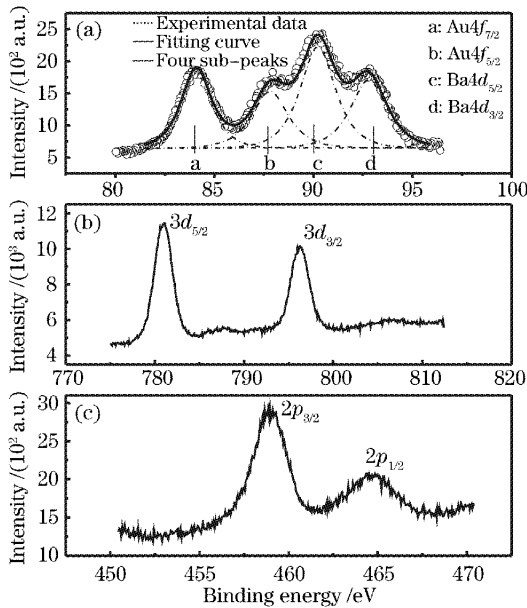 (a)
Experimental data
Fitting curve
Four sub-peaks
a: Au4f7/2
b: Au4f5/2
c: Ba4d5/2
d: Ba4d3/2
Intensity /(10² a.u.)
25
20
15
10
5
a b c d
80 85 90 95 100
(b)
3d5/2
3d3/2
Intensity /(10³ a.u.)
12
10
8
6
4
770 780 790 800 810 820
(c)
2p3/2
2p1/2
Intensity /(10² a.u.)
30
25
20
15
10
450 455 460 465 470
Binding energy /eV